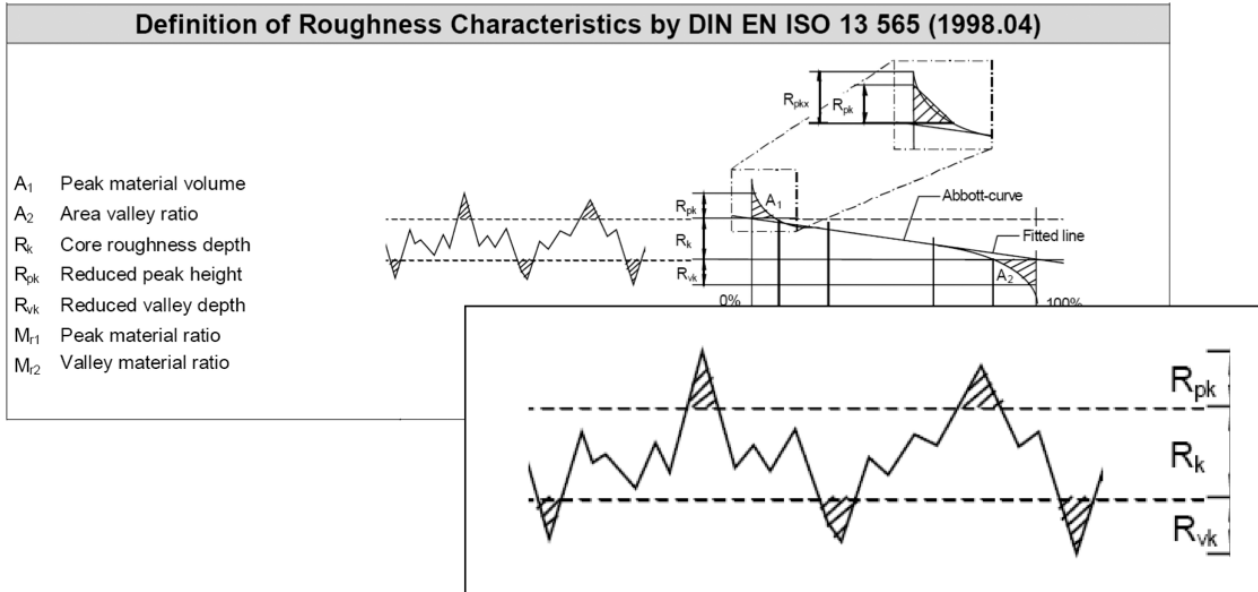 Definition of Roughness Characteristics by DIN EN ISO 13 565 (1998.04)
Rpkx
Rpk
A1 Peak material volume
A2 Area valley ratio
Rk Core roughness depth
Rpk Reduced peak height
Rvk Reduced valley depth
Mr1 Peak material ratio
Mr2 Valley material ratio
Rpk
A1
Abbott-curve
Rk
Fitted line
Rvk
A2
0%
100%
Rpk
Rk
Rvk